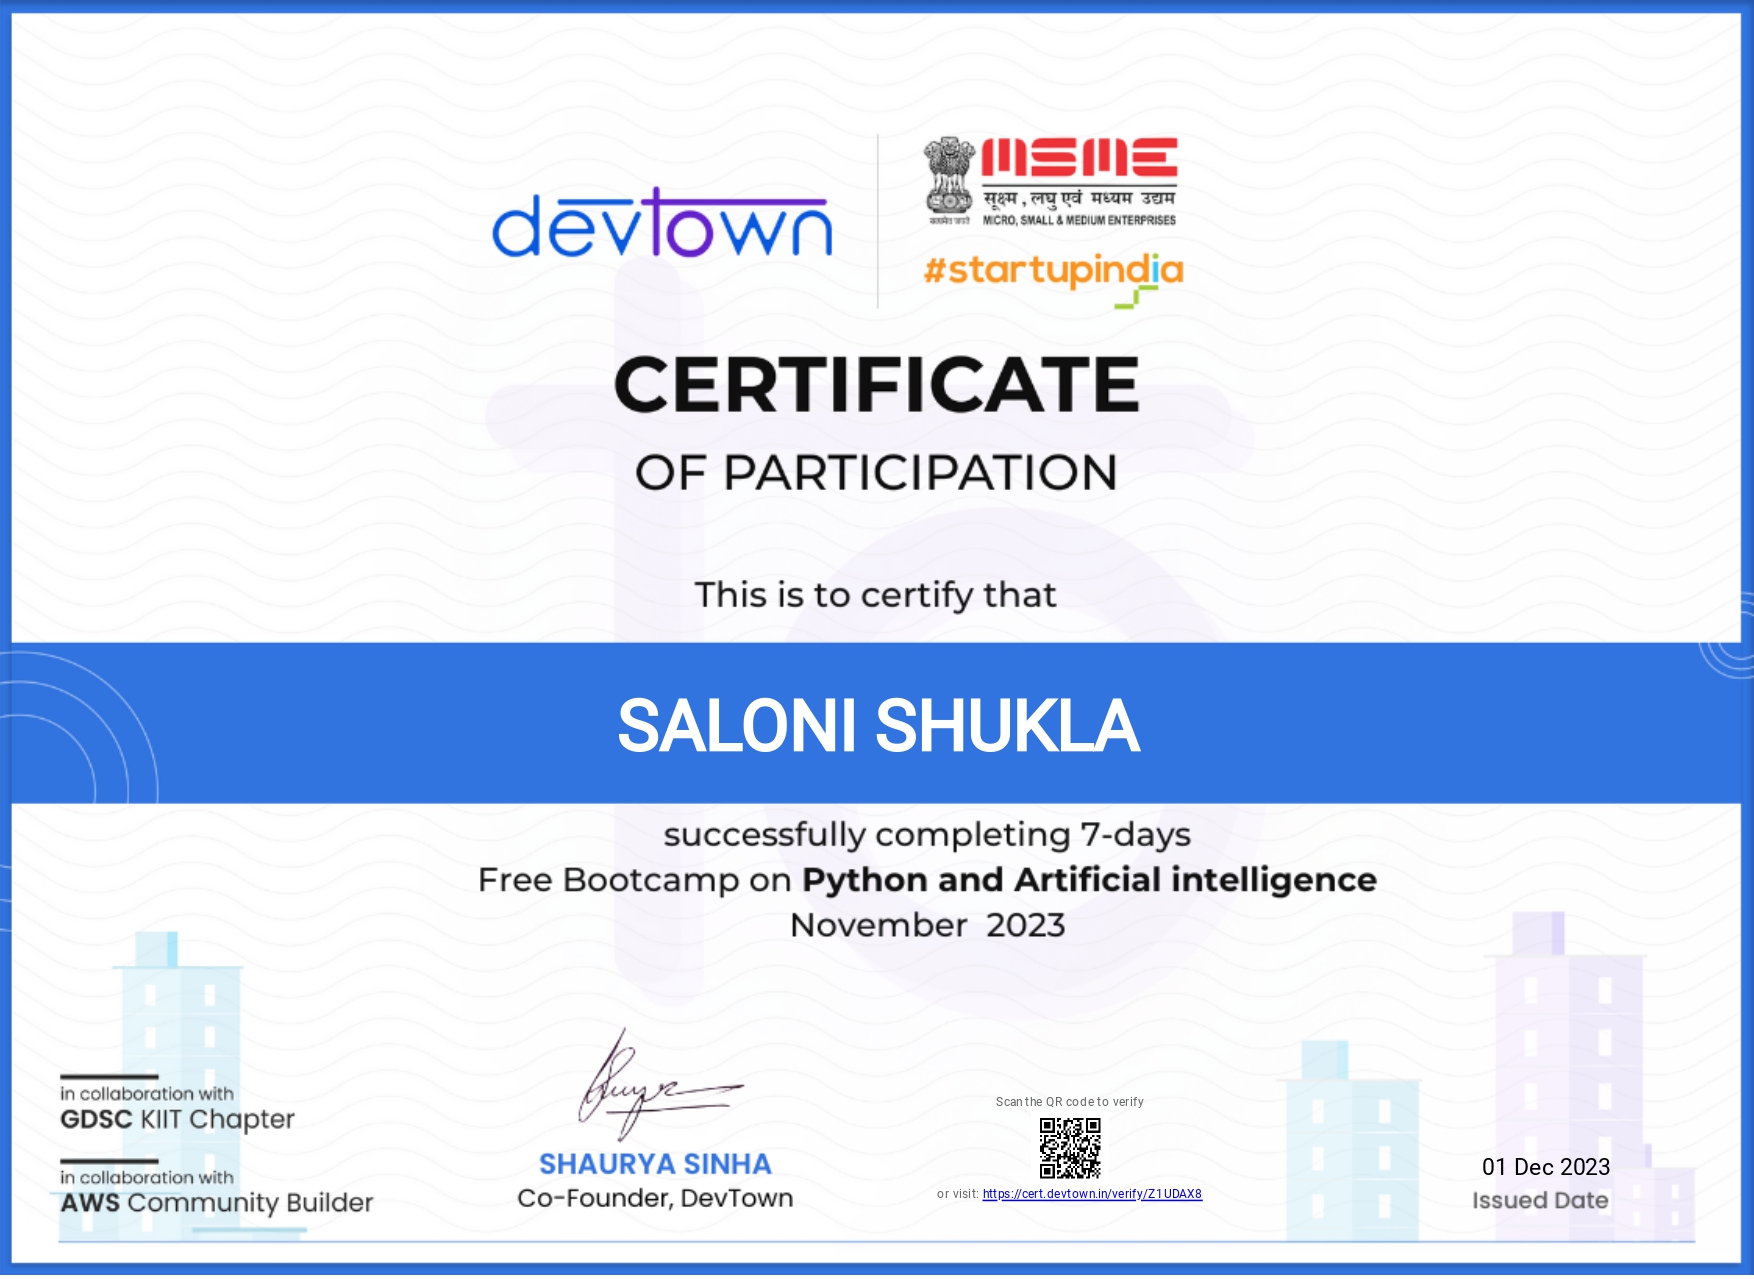 devtown
MSME
सूक्ष्म, लघु एवं मध्यम उद्यम
सत्यमेव जयते
MICRO, SMALL & MEDIUM ENTERPRISES
#startupindia
CERTIFICATE
OF PARTICIPATION
This is to certify that
SALONI SHUKLA
successfully completing 7-days
Free Bootcamp on Python and Artificial intelligence
November 2023
in collaboration with
GDSC KIIT Chapter
in collaboration with
AWS Community Builder
SHAURYA SINHA
Co-Founder, DevTown
Scan the QR code to verify
or visit: https://cert.devtown.in/verify/Z1UDAX8
01 Dec 2023
Issued Date